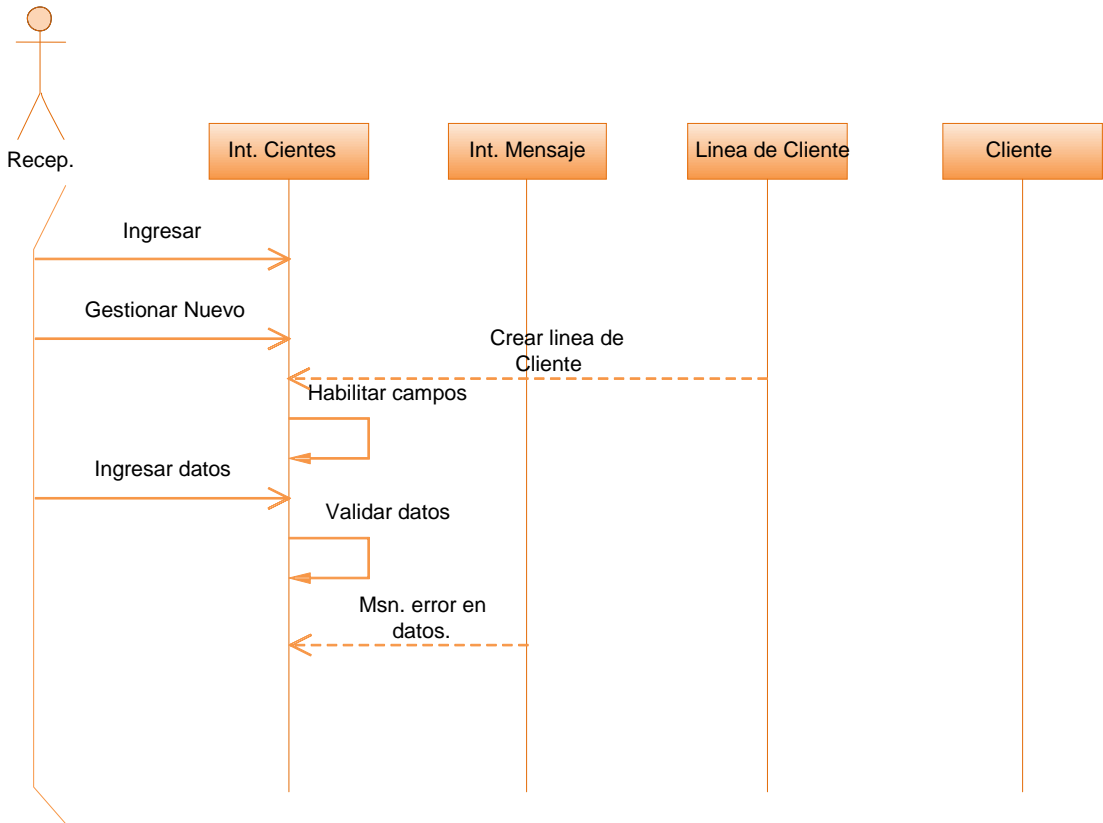 Recep.
Int. Cientes
Int. Mensaje
Linea de Cliente
Cliente
Ingresar
Gestionar Nuevo
Crear linea de
Cliente
Habilitar campos
Ingresar datos
Validar datos
Msn. error en
datos.